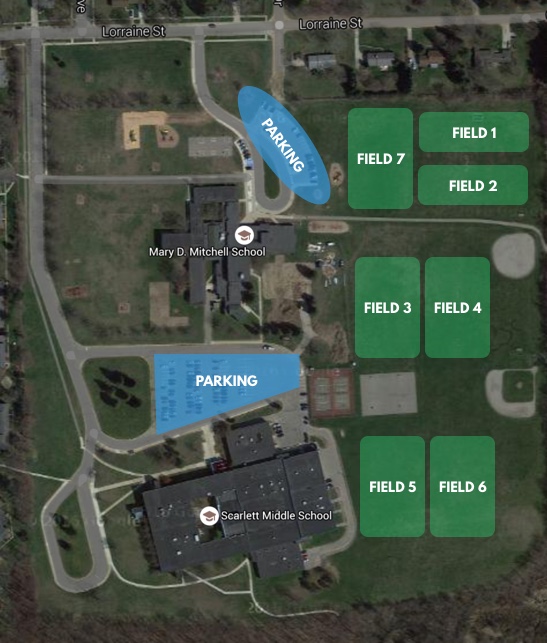 Lorraine St
Lorraine St
PARKING
FIELD 1
FIELD 7
FIELD 2
Mary D. Mitchell School
FIELD 3
FIELD 4
PARKING
FIELD 5
FIELD 6
Scarlett Middle School